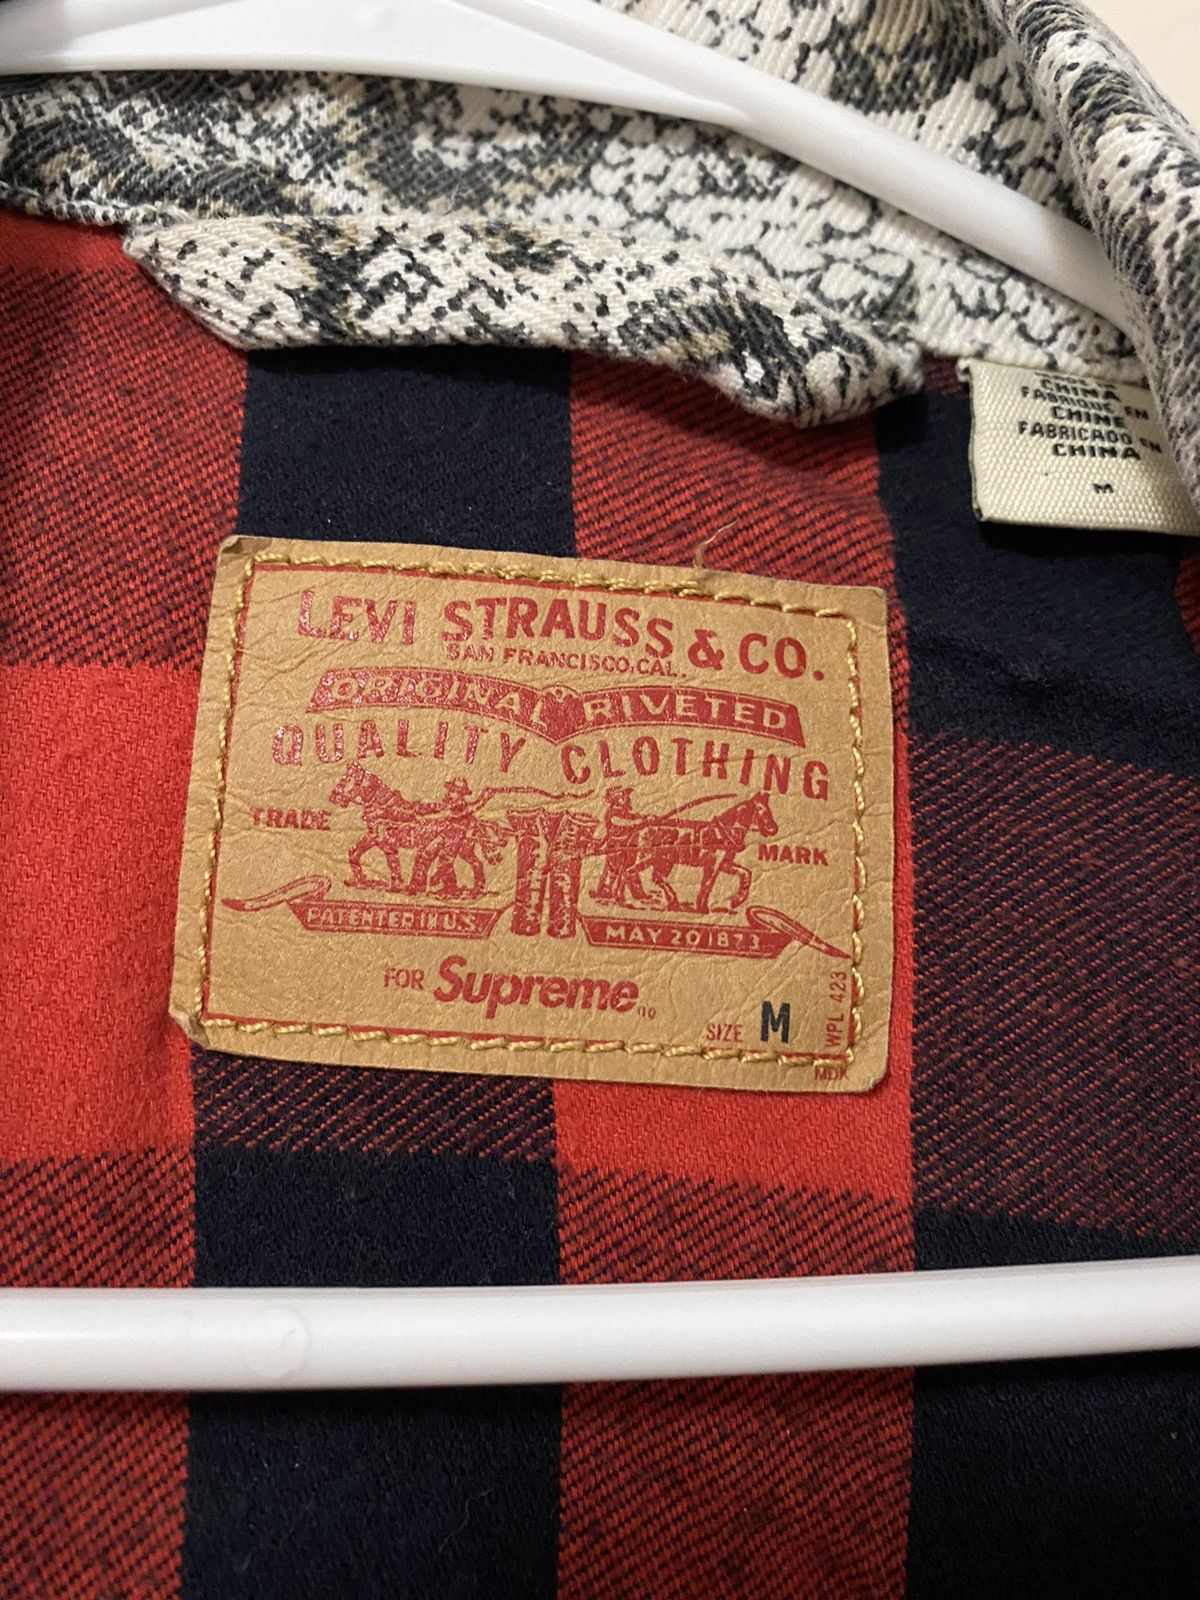 CHINA
FABRIQUE EN
CHINE
FABRICADO EN
CHINA
M
LEVI STRAUSS & CO.
SAN FRANCISCO, CAL.
ORIGINAL RIVETED
QUALITY CLOTHING
TRADE MARK
PATENTED IN U.S. MAY 20 1873
FOR Supreme
SIZE M
WPL 423
MDK